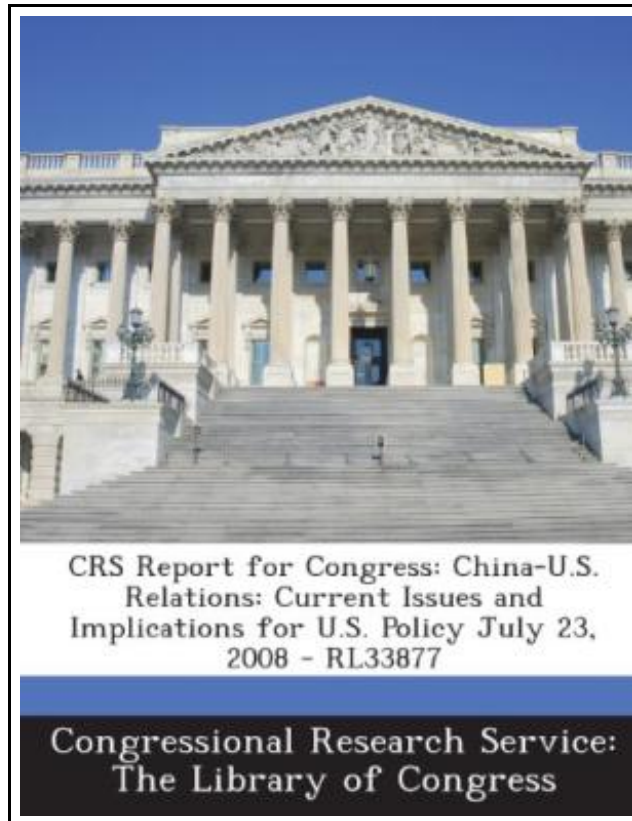 CRS Report for Congress: China-U.S.
Relations: Current Issues and
Implications for U.S. Policy July 23,
2008 - RL33877
Congressional Research Service:
The Library of Congress